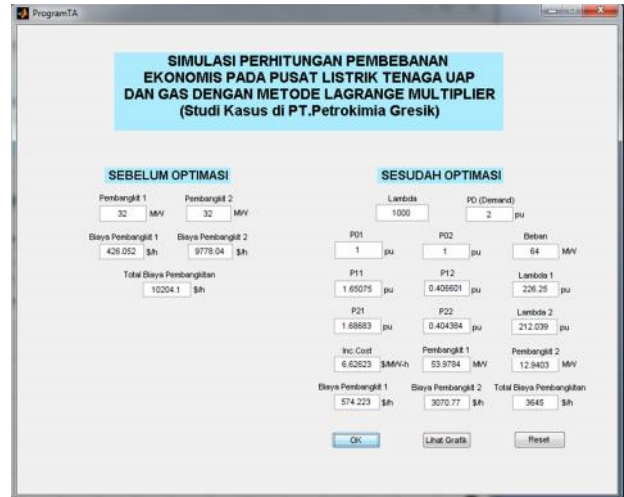 ProgramTA
SIMULASI PERHITUNGAN PEMBEBANAN
EKONOMIS PADA PUSAT LISTRIK TENAGA UAP
DAN GAS DENGAN METODE LAGRANGE MULTIPLIER
(Studi Kasus di PT.Petrokimia Gresik)
SEBELUM OPTIMASI
Pembangkit 1 Pembangkit 2
32 MW 32 MW
Biaya Pembangkit 1 Biaya Pembangkit 2
426.052 $/h 9778.04 $/h
Total Biaya Pembangkitan
10204.1 $/h
SESUDAH OPTIMASI
Lambda PD (Demand)
1000 2 pu
P01 P02 Beban
1 pu 1 pu 64 MW
P11 P12 Lambda 1
1.65075 pu 0.406601 pu 226.25 pu
P21 P22 Lambda 2
1.68683 pu 0.404384 pu 212.039 pu
Inc.Cost Pembangkit 1 Pembangkit 2
6.62623 $/MW-h 53.9784 MW 12.9403 MW
Biaya Pembangkit 1 Biaya Pembangkit 2 Total Biaya Pembangkitan
574.223 $/h 3070.77 $/h 3645 $/h
OK Lihat Grafik Reset